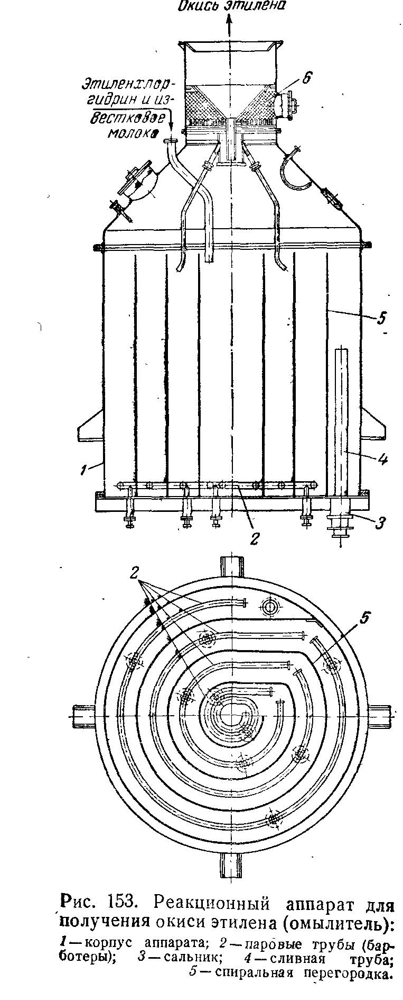 Окись этилена
Этиленхлор-
гидрин и из-
вестковое
молоко
6
5
4
1
3
2
2
5
Рис. 153. Реакционный аппарат для
получения окиси этилена (омылитель):
1 — корпус аппарата; 2 — паровые трубы (бар-
ботеры); 3 — сальник; 4 — сливная труба;
5 — спиральная перегородка.